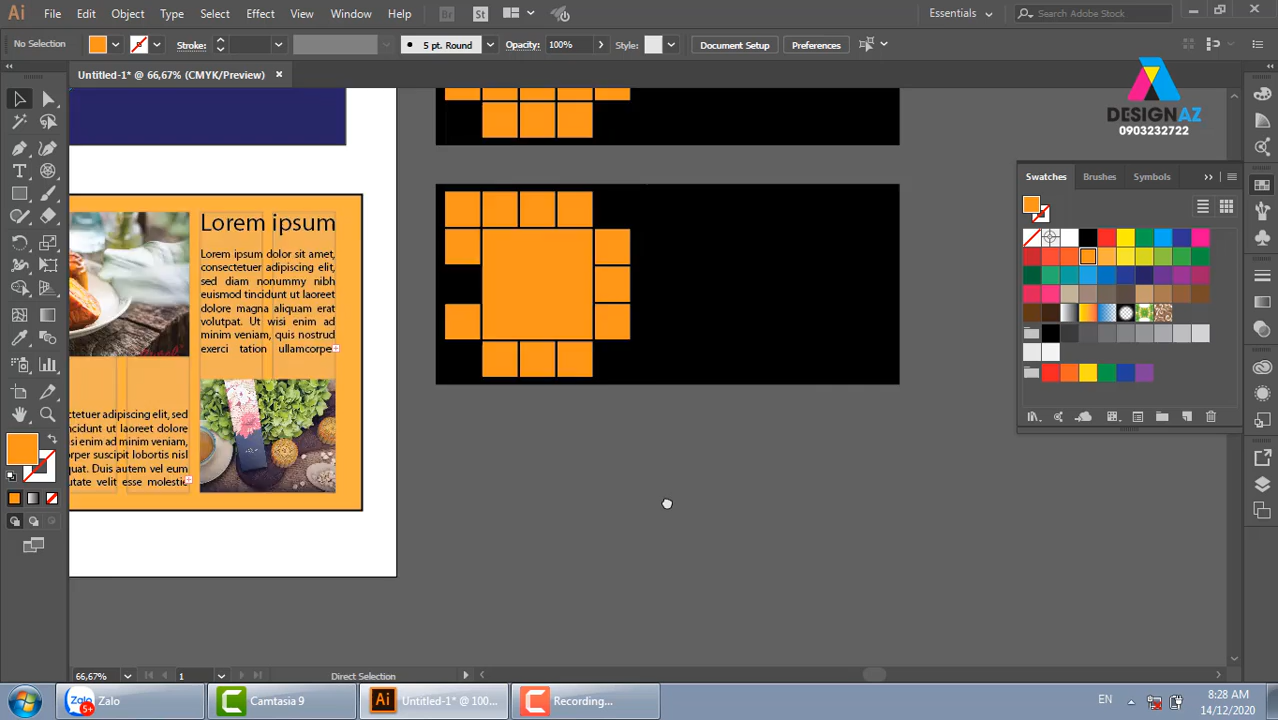 Ai File Edit Object Type Select Effect View Window Help Br St Essentials Search Adobe Stock
No Selection Stroke: 5 pt. Round Opacity: 100% Style: Document Setup Preferences
Untitled-1* @ 66,67% (CMYK/Preview) ×
DESIGNAZ
0903232722
Swatches Brushes Symbols
Lorem ipsum
Lorem ipsum dolor sit amet,
consectetuer adipiscing elit,
sed diam nonummy nibh
euismod tincidunt ut laoreet
dolore magna aliquam erat
volutpat. Ut wisi enim ad
minim veniam, quis nostrud
exerci tation ullamcorper
ctetuer adipiscing elit, sed
ncidunt ut laoreet dolore
si enim ad minim veniam,
orper suscipit lobortis nisl
quat. Duis autem vel eum
utate velit esse molestie
66,67% 1 Direct Selection
Zalo 5+ Camtasia 9 Ai Untitled-1* @ 100... Recording... EN 8:28 AM
14/12/2020